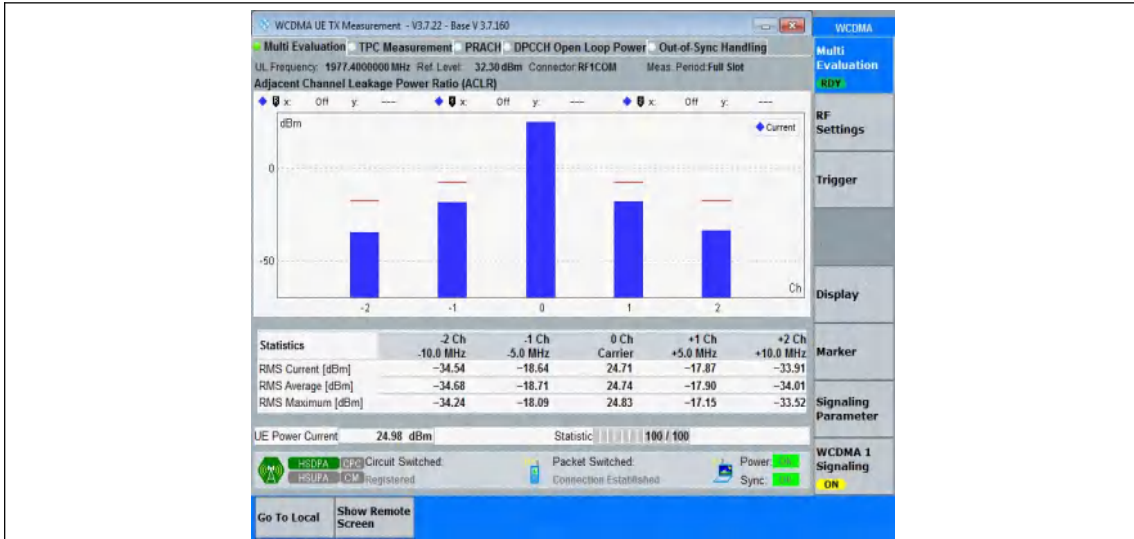 WCDMA UE TX Measurement - V3.7.22 - Base V 3.7.160
WCDMA
Multi Evaluation TPC Measurement PRACH DPCCH Open Loop Power Out-of-Sync Handling
UL Frequency: 1977.4000000 MHz Ref. Level: 32.30 dBm Connector: RF1COM Meas. Period: Full Slot
Adjacent Channel Leakage Power Ratio (ACLR)
x: Off y: --- x: Off y: --- x: Off y: ---
dBm
Current
0
-50
Ch
-2 -1 0 1 2
Statistics -2 Ch -1 Ch 0 Ch +1 Ch +2 Ch
-10.0 MHz -5.0 MHz Carrier +5.0 MHz +10.0 MHz
RMS Current [dBm] -34.54 -18.64 24.71 -17.87 -33.91
RMS Average [dBm] -34.68 -18.71 24.74 -17.90 -34.01
RMS Maximum [dBm] -34.24 -18.09 24.83 -17.15 -33.52
UE Power Current 24.98 dBm Statistic 100 / 100
HSDPA CPC Circuit Switched: Packet Switched: Power:
HSUPA CM Registered Connection Established Sync:
Multi
Evaluation
RDY
RF
Settings
Trigger
Display
Marker
Signaling
Parameter
WCDMA 1
Signaling
ON
Go To Local
Show Remote
Screen